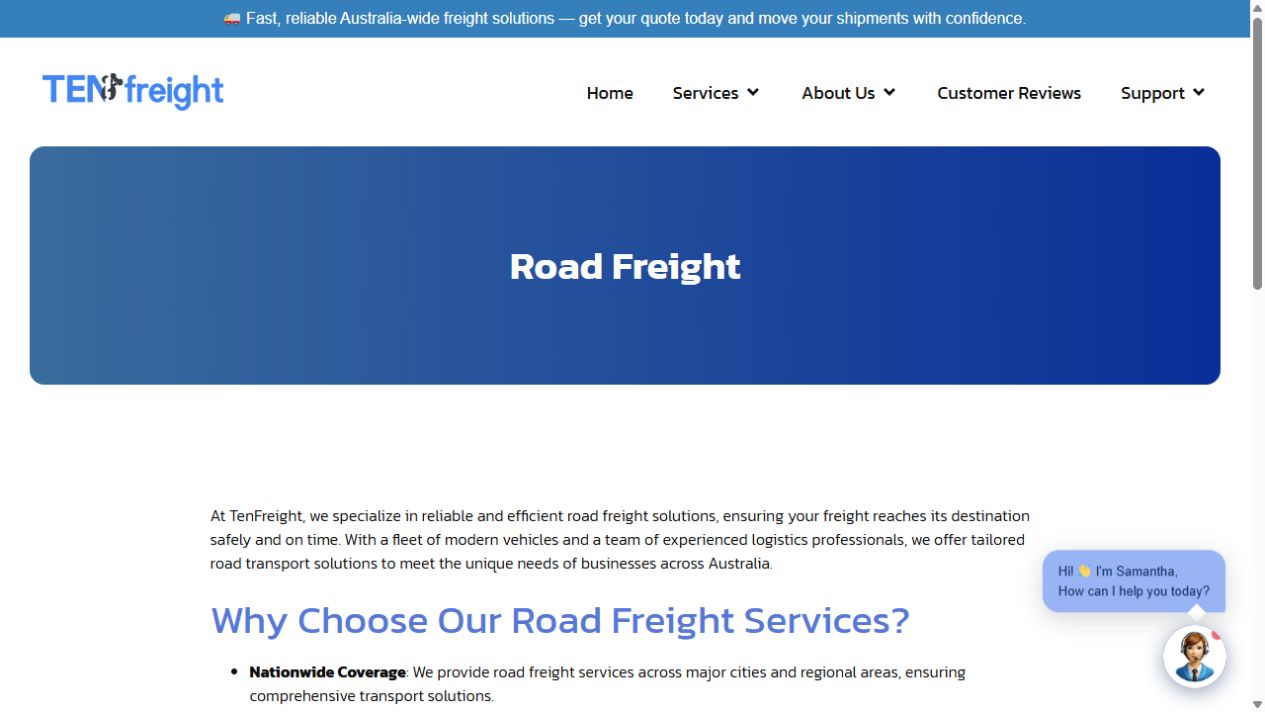 🚛 Fast, reliable Australia-wide freight solutions — get your quote today and move your shipments with confidence.
TEN freight
Home Services About Us Customer Reviews Support
Road Freight
At TenFreight, we specialize in reliable and efficient road freight solutions, ensuring your freight reaches its destination
safely and on time. With a fleet of modern vehicles and a team of experienced logistics professionals, we offer tailored
road transport solutions to meet the unique needs of businesses across Australia.
Hi! 👋 I'm Samantha,
How can I help you today?
Why Choose Our Road Freight Services?
• Nationwide Coverage: We provide road freight services across major cities and regional areas, ensuring
comprehensive transport solutions.